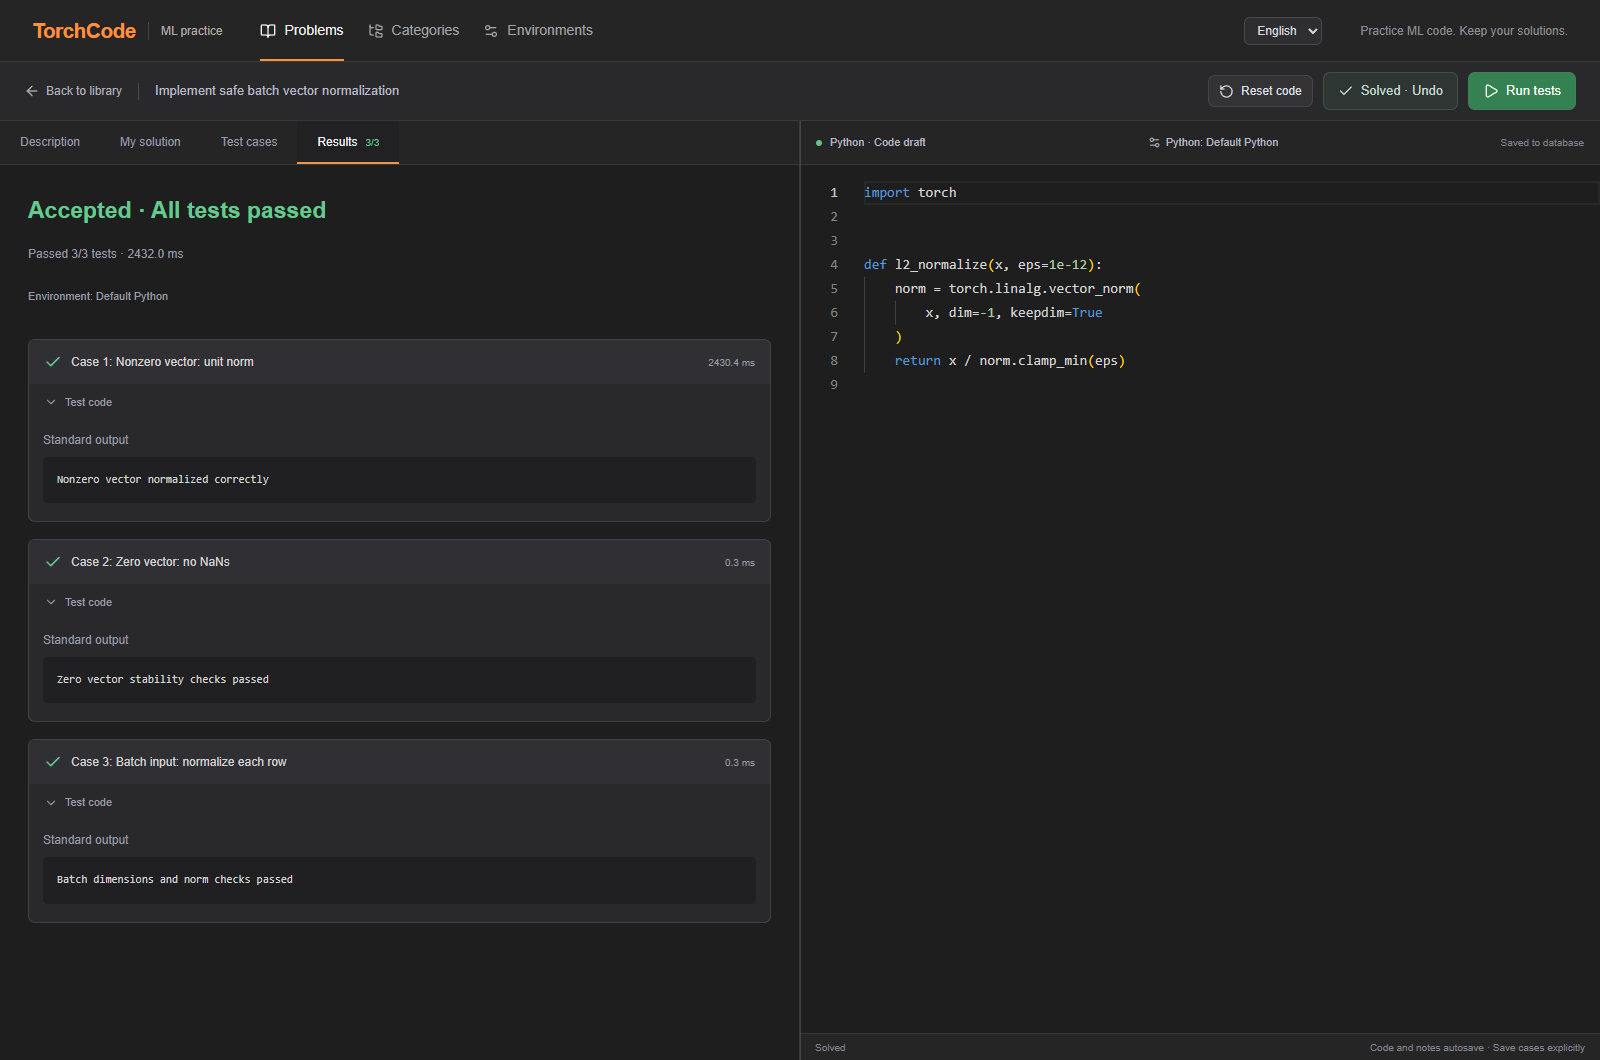 TorchCode
ML practice
Problems
Categories
Environments
English
Practice ML code. Keep your solutions.
Back to library
Implement safe batch vector normalization
Reset code
Solved · Undo
Run tests
Description
My solution
Test cases
Results 3/3
Accepted · All tests passed
Passed 3/3 tests · 2432.0 ms
Environment: Default Python
Case 1: Nonzero vector: unit norm
2430.4 ms
Test code
Standard output
Nonzero vector normalized correctly
Case 2: Zero vector: no NaNs
0.3 ms
Test code
Standard output
Zero vector stability checks passed
Case 3: Batch input: normalize each row
0.3 ms
Test code
Standard output
Batch dimensions and norm checks passed
Python · Code draft
Python: Default Python
Saved to database
1 import torch
2
3
4 def l2_normalize(x, eps=1e-12):
5     norm = torch.linalg.vector_norm(
6         x, dim=-1, keepdim=True
7     )
8     return x / norm.clamp_min(eps)
9
Solved
Code and notes autosave · Save cases explicitly